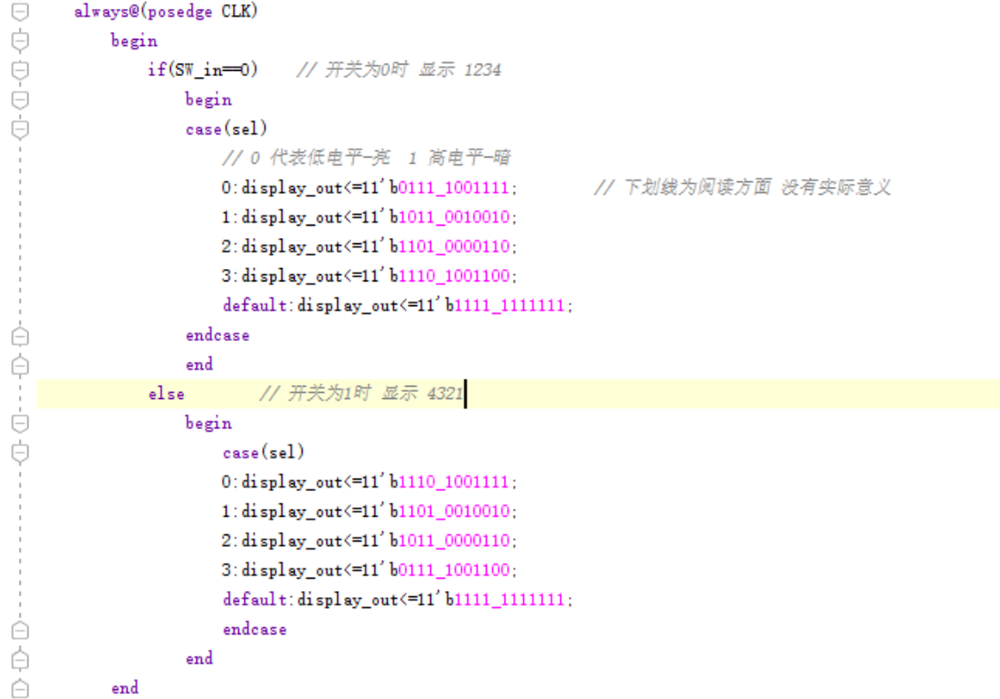 always@(posedge CLK)
begin
if(SW_in==0) // 开关为0时 显示 1234
begin
case(sel)
// 0 代表低电平-亮 1 高电平-暗
0:display_out<=11'b0111_1001111; // 下划线为阅读方面 没有实际意义
1:display_out<=11'b1011_0010010;
2:display_out<=11'b1101_0000110;
3:display_out<=11'b1110_1001100;
default:display_out<=11'b1111_1111111;
endcase
end
else // 开关为1时 显示 4321
begin
case(sel)
0:display_out<=11'b1110_1001111;
1:display_out<=11'b1101_0010010;
2:display_out<=11'b1011_0000110;
3:display_out<=11'b0111_1001100;
default:display_out<=11'b1111_1111111;
endcase
end
end